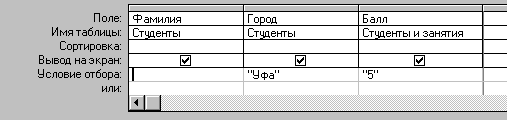 Поле: Фамилия Город Балл
Имя таблицы: Студенты Студенты Студенты и занятия
Сортировка:
Вывод на экран:
Условие отбора: "Уфа" "5"
или: